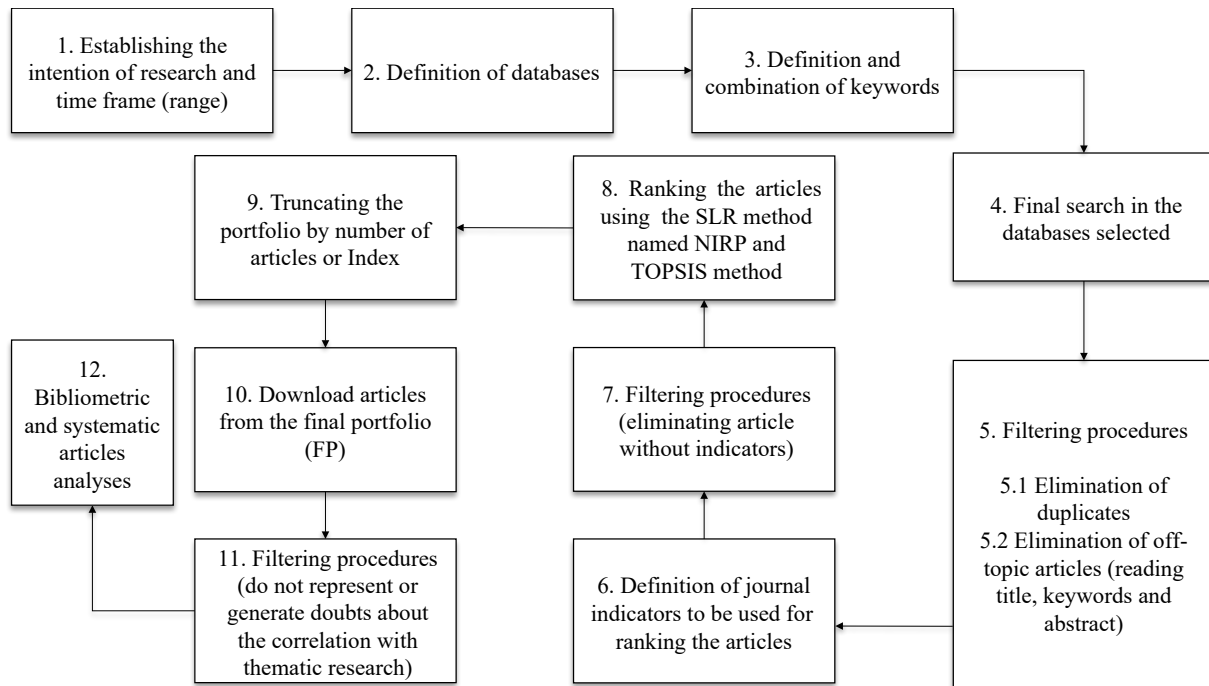 1. Establishing the
intention of research and
time frame (range)
2. Definition of databases
3. Definition and
combination of keywords
4. Final search in the
databases selected
5. Filtering procedures
5.1 Elimination of
duplicates
5.2 Elimination of off-
topic articles (reading
title, keywords and
abstract)
6. Definition of journal
indicators to be used for
ranking the articles
7. Filtering procedures
(eliminating article
without indicators)
8. Ranking the articles
using the SLR method
named NIRP and
TOPSIS method
9. Truncating the
portfolio by number of
articles or Index
10. Download articles
from the final portfolio
(FP)
11. Filtering procedures
(do not represent or
generate doubts about
the correlation with
thematic research)
12.
Bibliometric
and systematic
articles
analyses